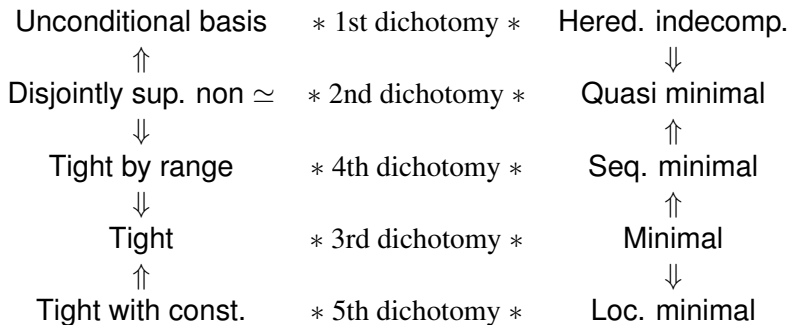 Unconditional basis ∗ 1st dichotomy ∗ Hered. indecomp.
⇑ ⇓
Disjointly sup. non ≃ ∗ 2nd dichotomy ∗ Quasi minimal
⇓ ⇑
Tight by range ∗ 4th dichotomy ∗ Seq. minimal
⇓ ⇑
Tight ∗ 3rd dichotomy ∗ Minimal
⇑ ⇓
Tight with const. ∗ 5th dichotomy ∗ Loc. minimal